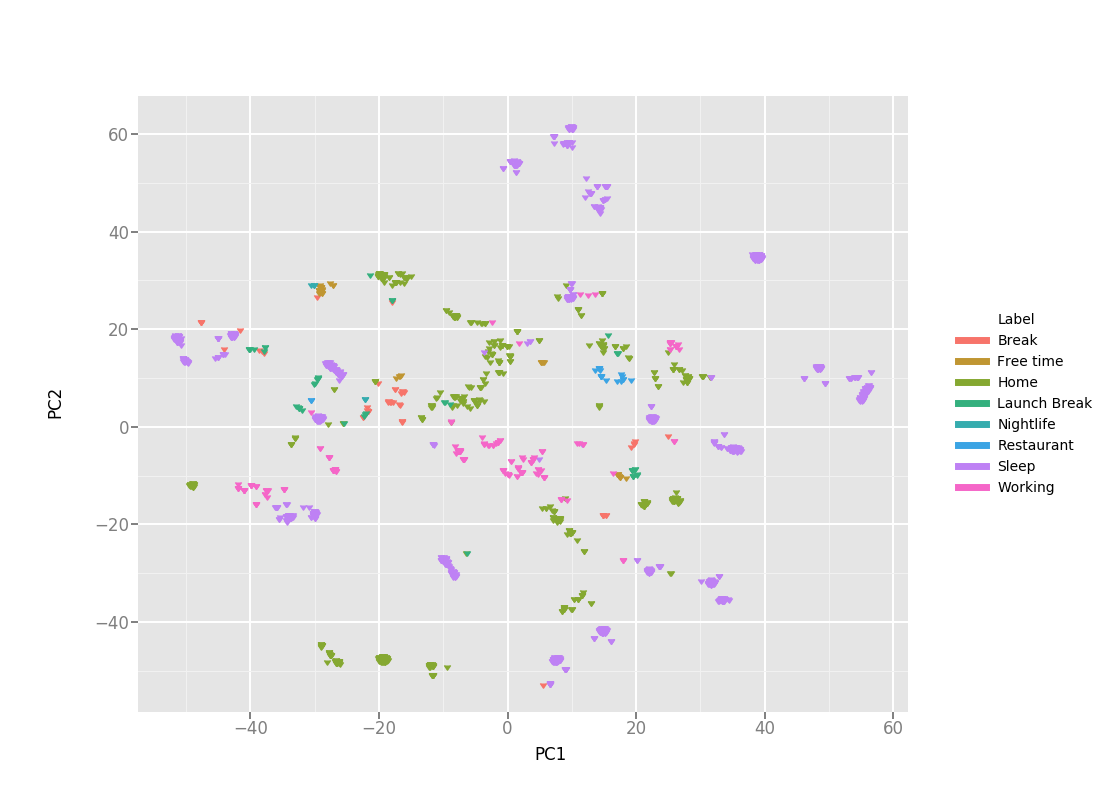 60
40
20
0
−20
−40
−40
−20
0
20
40
60
PC1
PC2
Label
Break
Free time
Home
Launch Break
Nightlife
Restaurant
Sleep
Working